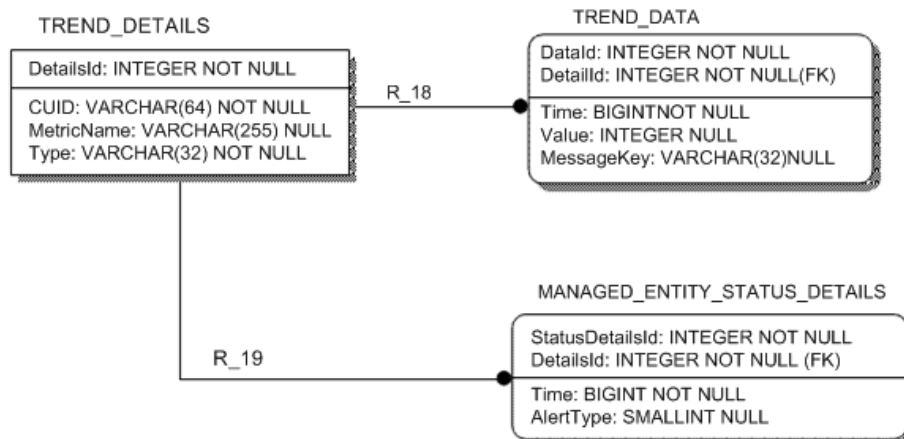 TREND_DETAILS
DetailsId: INTEGER NOT NULL
CUID: VARCHAR(64) NOT NULL
MetricName: VARCHAR(255) NULL
Type: VARCHAR(32) NOT NULL
R_18
TREND_DATA
DataId: INTEGER NOT NULL
DetailId: INTEGER NOT NULL(FK)
Time: BIGINTNOT NULL
Value: INTEGER NULL
MessageKey: VARCHAR(32)NULL
R_19
MANAGED_ENTITY_STATUS_DETAILS
StatusDetailsId: INTEGER NOT NULL
DetailsId: INTEGER NOT NULL (FK)
Time: BIGINT NOT NULL
AlertType: SMALLINT NULL